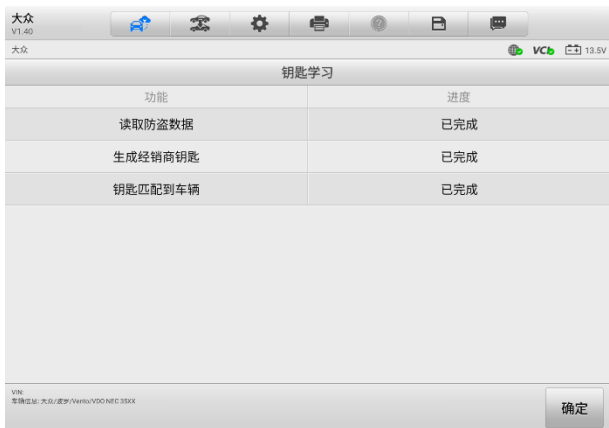 大众
V1.40
大众
VCI 13.5V
钥匙学习
功能 进度
读取防盗数据 已完成
生成经销商钥匙 已完成
钥匙匹配到车辆 已完成
VIN:
车辆信息: 大众/波罗/Vento/VDO NEC 35XX
确定